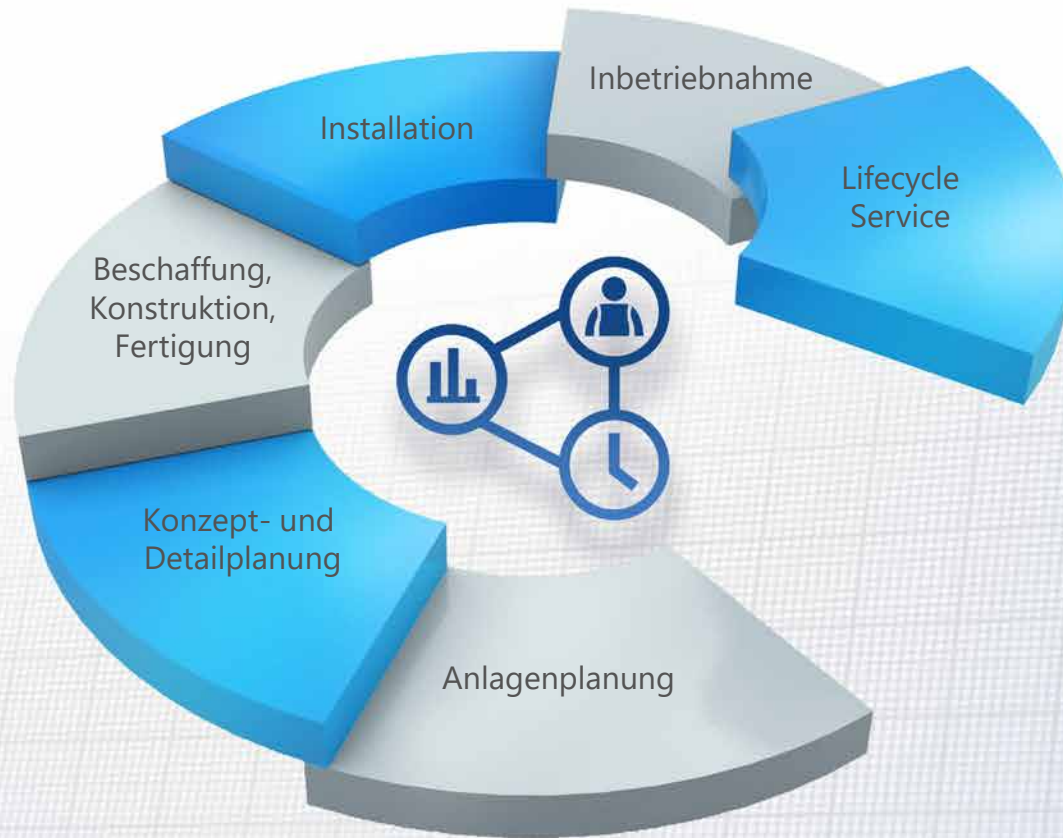 Inbetriebnahme
Installation
Lifecycle
Service
Beschaffung,
Konstruktion,
Fertigung
Konzept- und
Detailplanung
Anlagenplanung